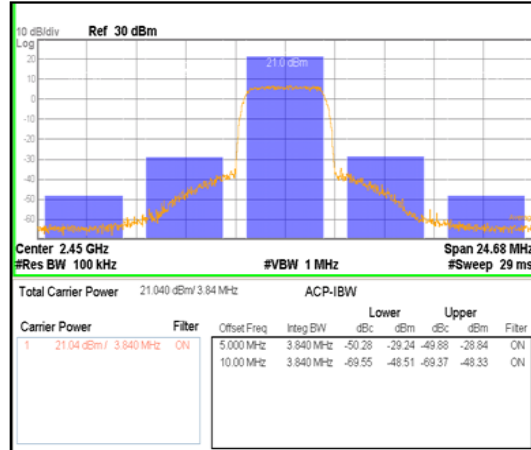 10 dB/div Ref 30 dBm
Log
21.0 dBm
20
10
0
-10
-20
-30
-40
-50
-60
Average
Center 2.45 GHz Span 24.68 MHz
#Res BW 100 kHz #VBW 1 MHz #Sweep 29 ms
Total Carrier Power 21.040 dBm/ 3.84 MHz ACP-IBW
Lower Upper
Carrier Power Filter Offset Freq Integ BW dBc dBm dBc dBm Filter
1 21.04 dBm / 3.840 MHz ON 5.000 MHz 3.840 MHz -50.28 -29.24 -49.88 -28.84 ON
10.00 MHz 3.840 MHz -69.55 -48.51 -69.37 -48.33 ON